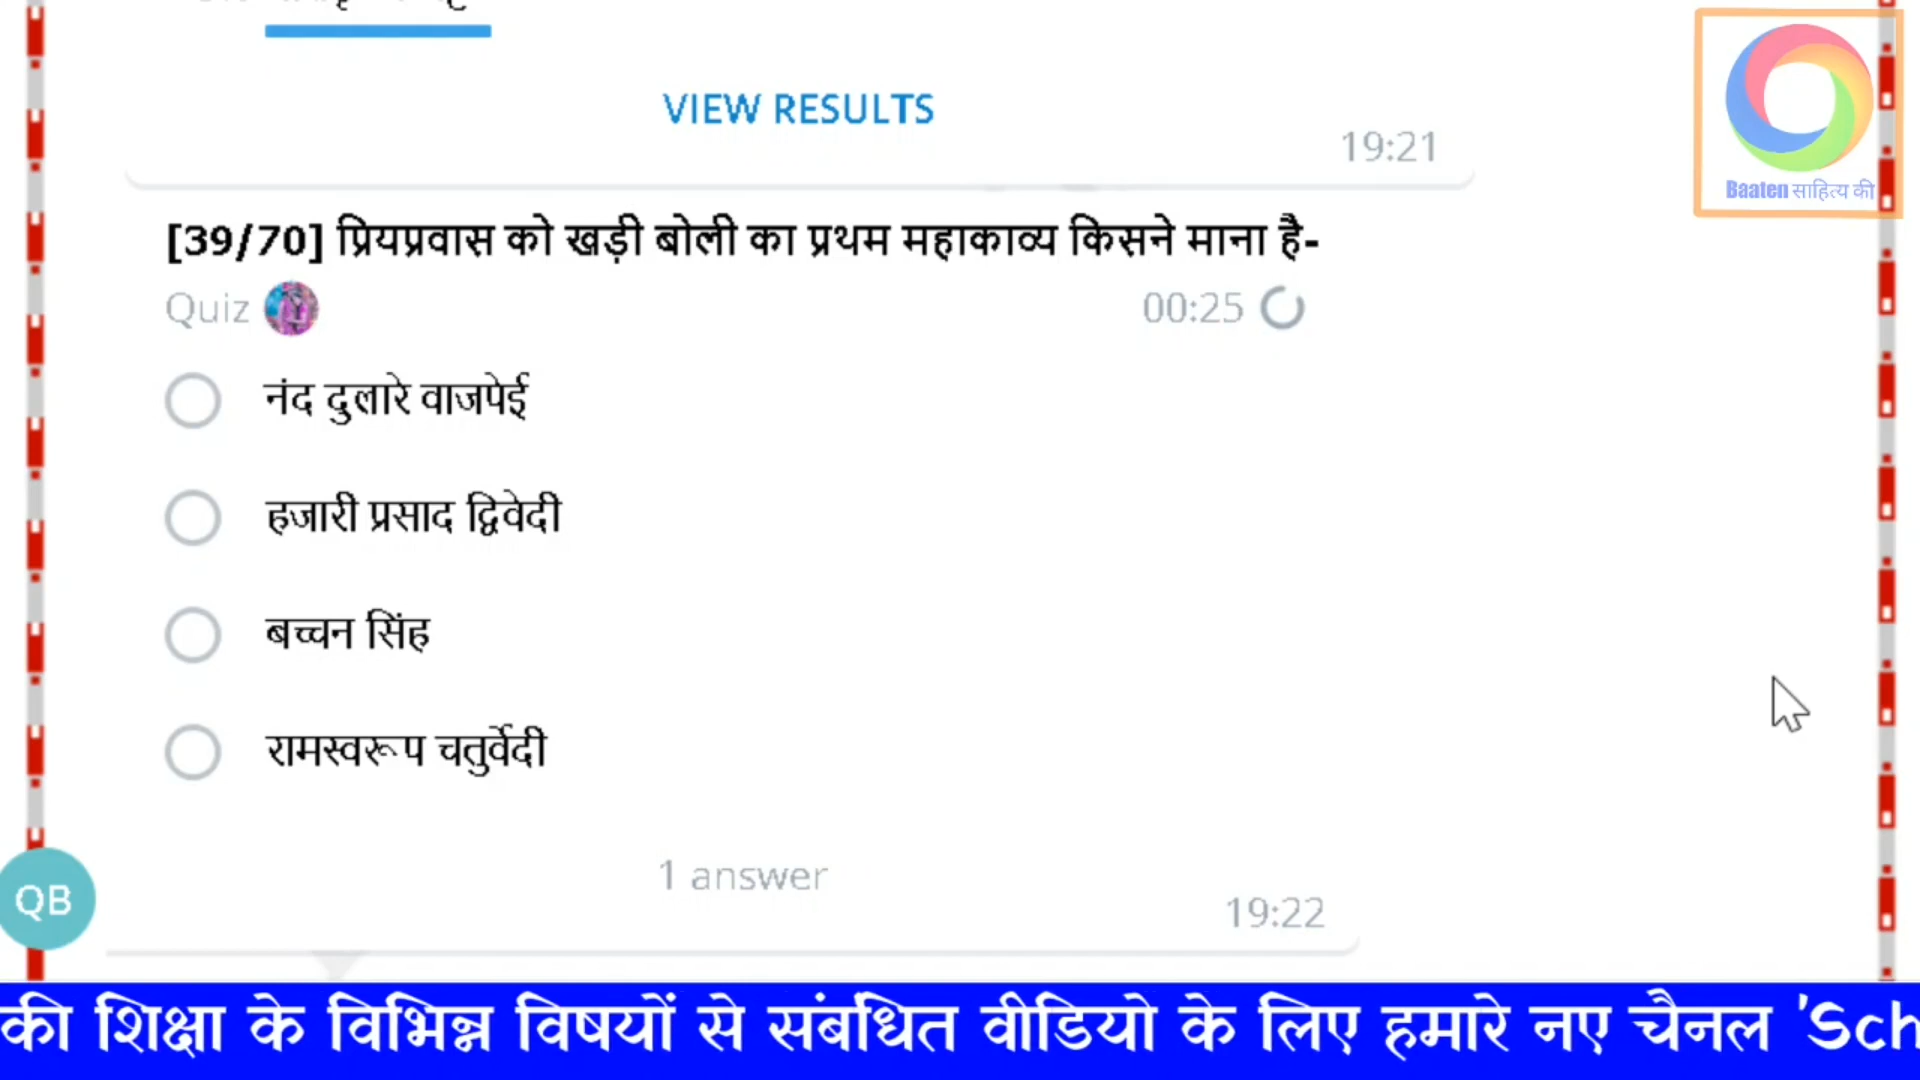 VIEW RESULTS
19:21
Baaten साहित्य की
[39/70] प्रियप्रवास को खड़ी बोली का प्रथम महाकाव्य किसने माना है-
Quiz
00:25
नंद दुलारे वाजपेई
हजारी प्रसाद द्विवेदी
बच्चन सिंह
रामस्वरूप चतुर्वेदी
1 answer
19:22
QB
की शिक्षा के विभिन्न विषयों से संबंधित वीडियो के लिए हमारे नए चैनल 'Sch